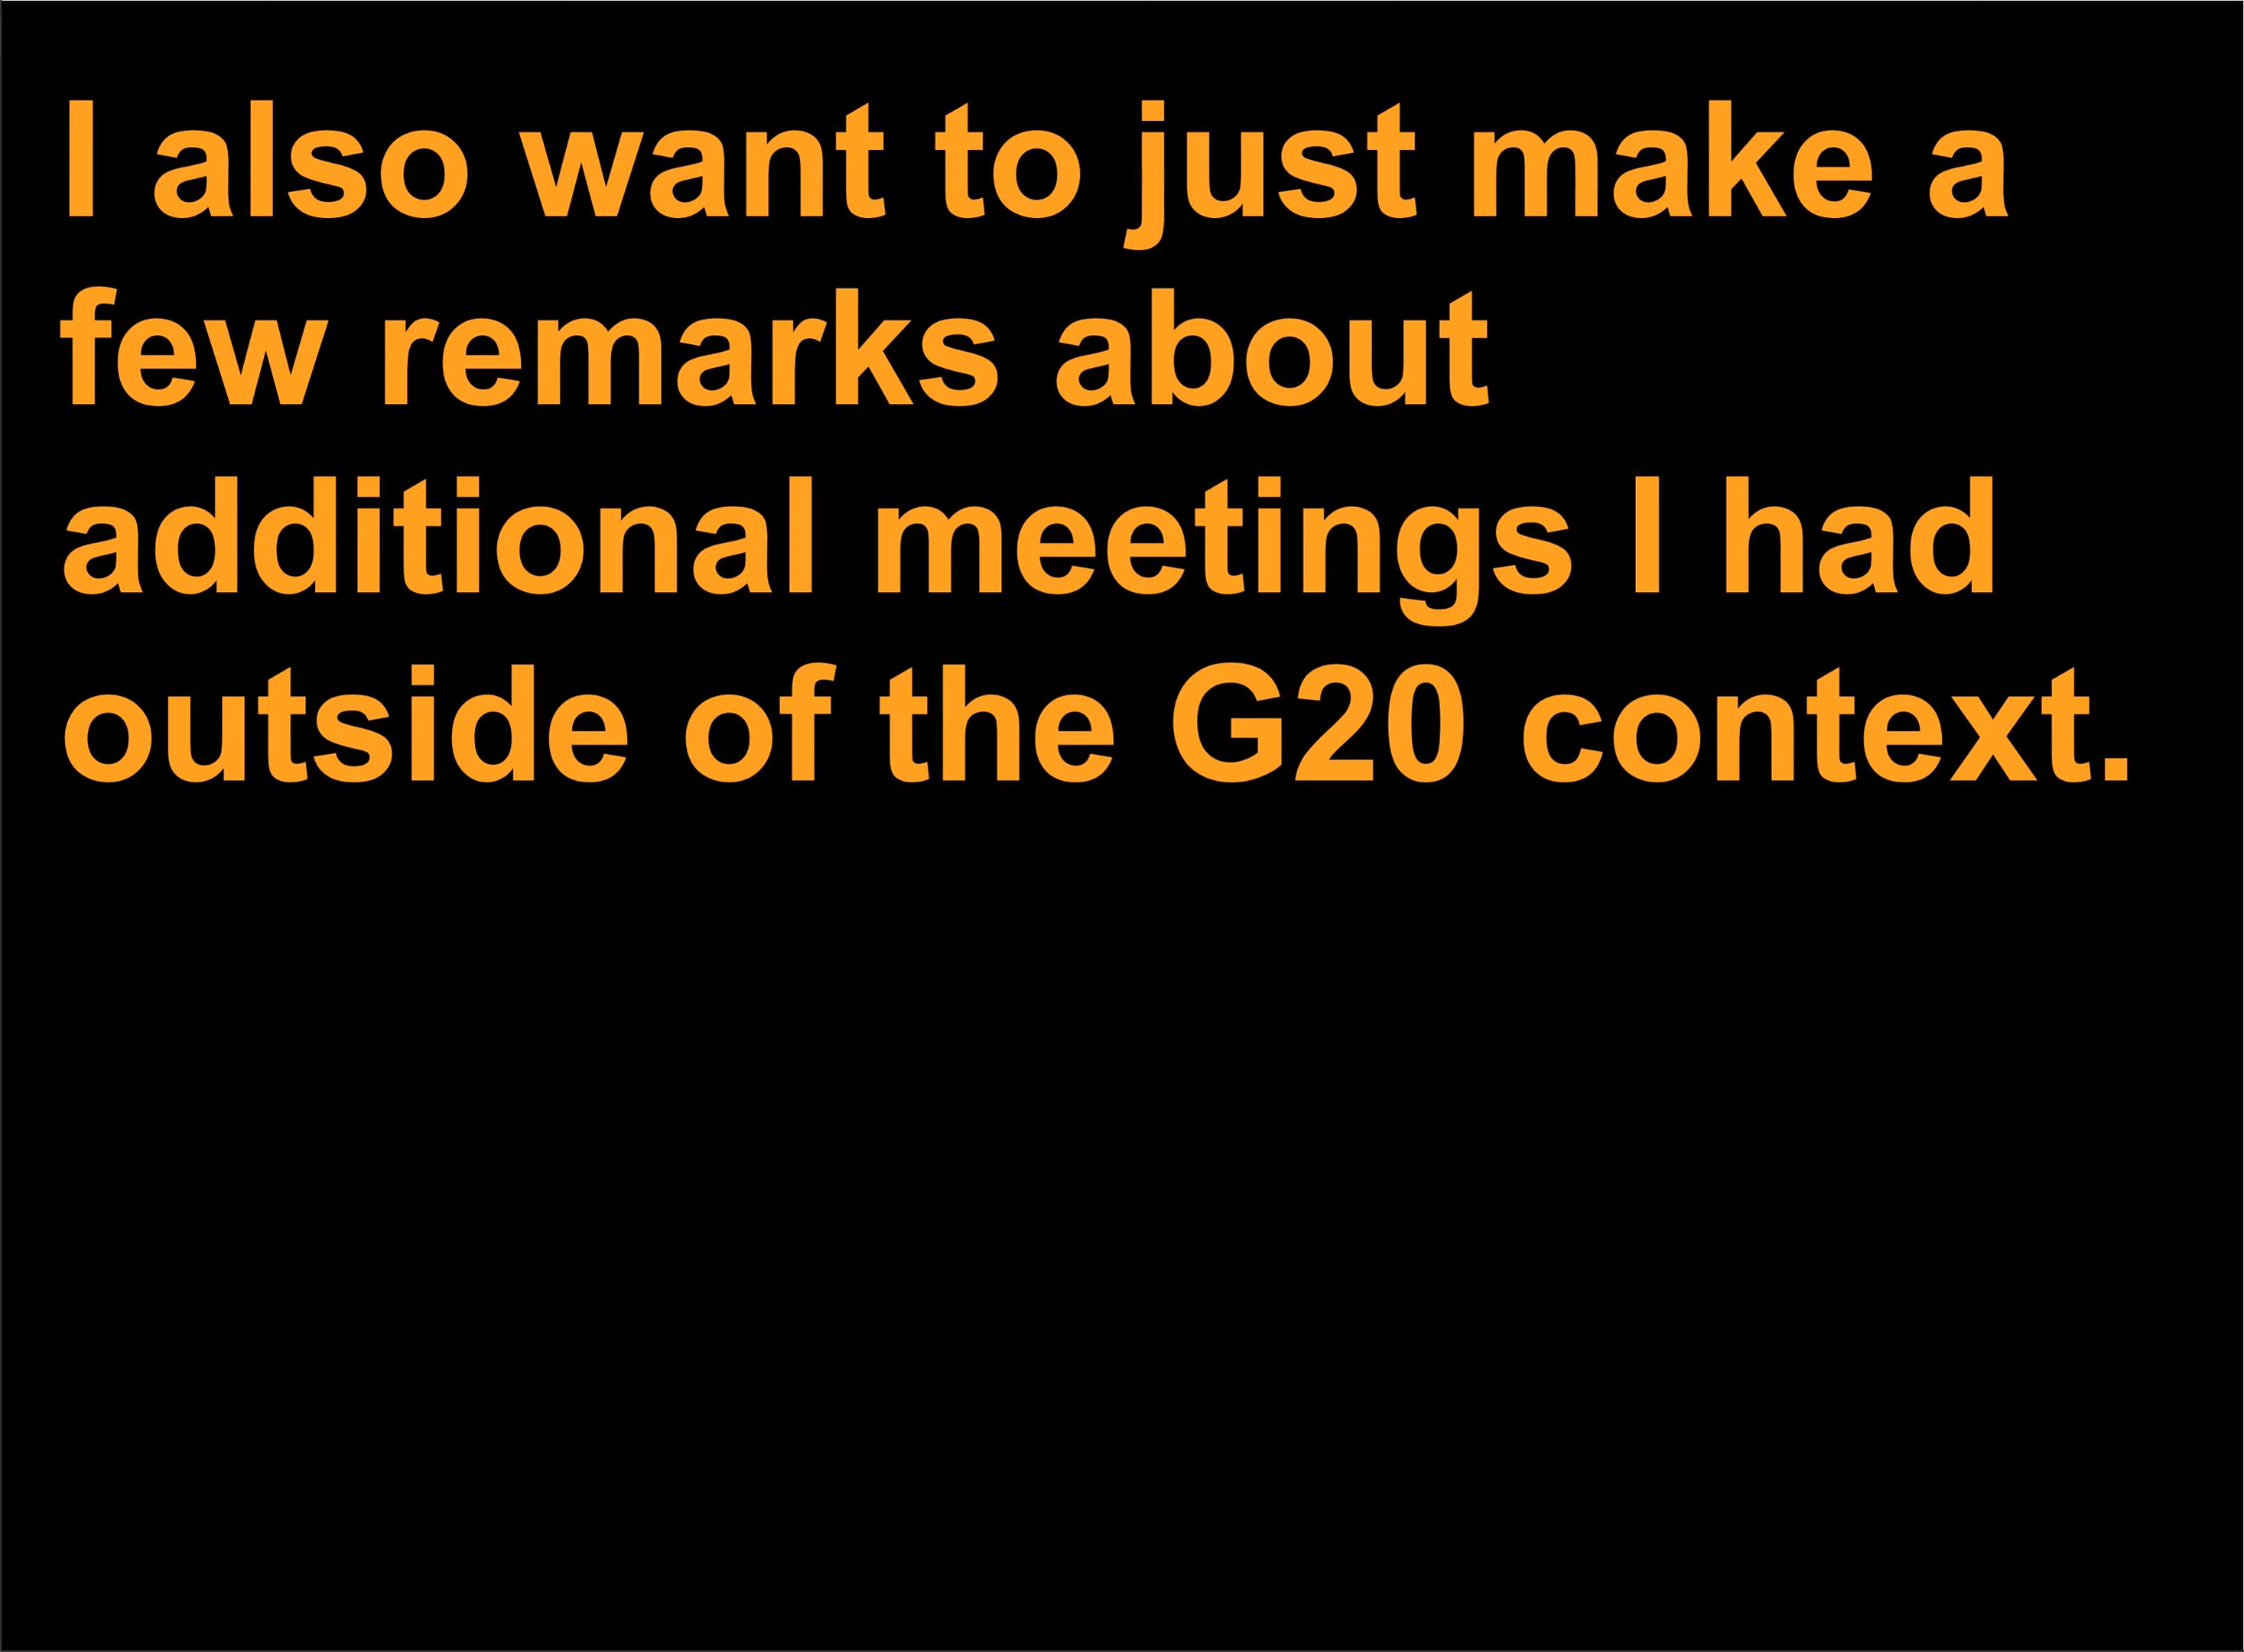 I also want to just make a
few remarks about
additional meetings I had
outside of the G20 context.